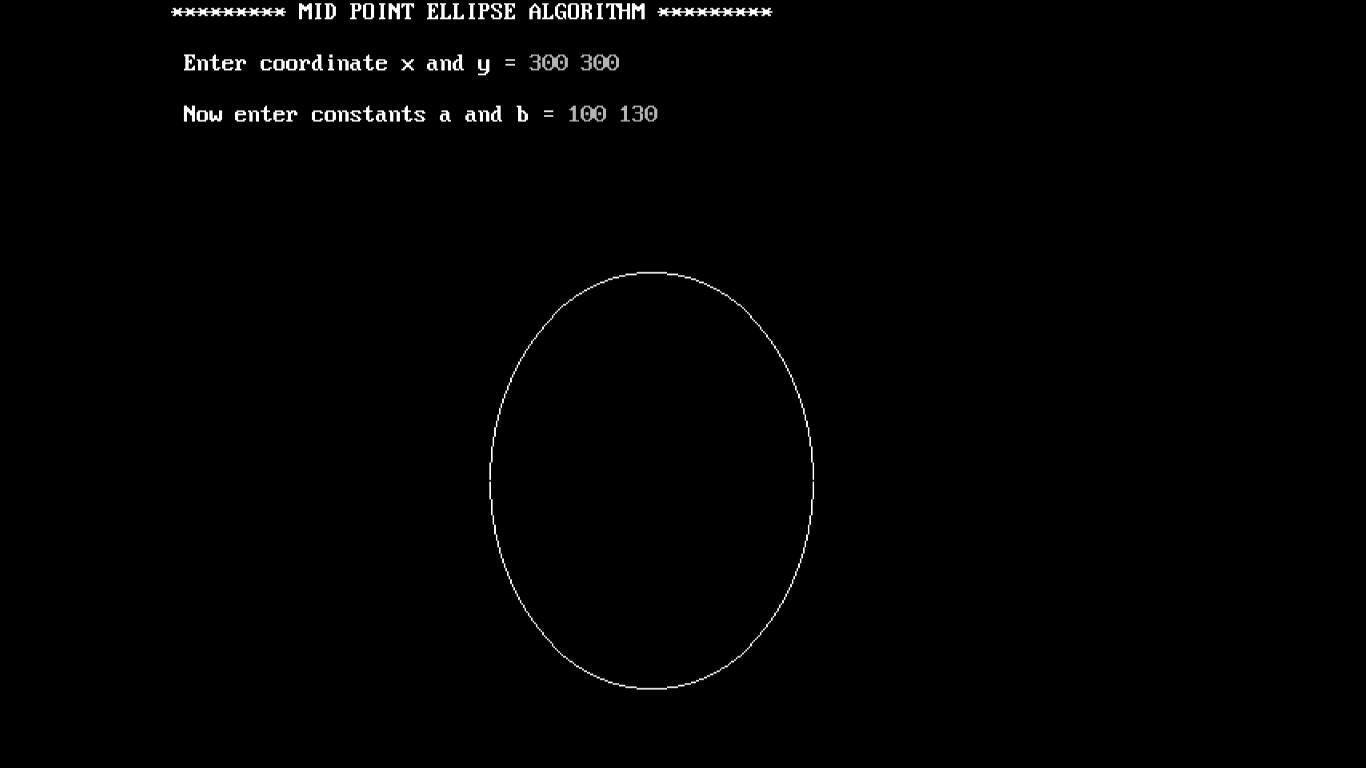 ********* MID POINT ELLIPSE ALGORITHM *********
Enter coordinate x and y = 300 300
Now enter constants a and b = 100 130